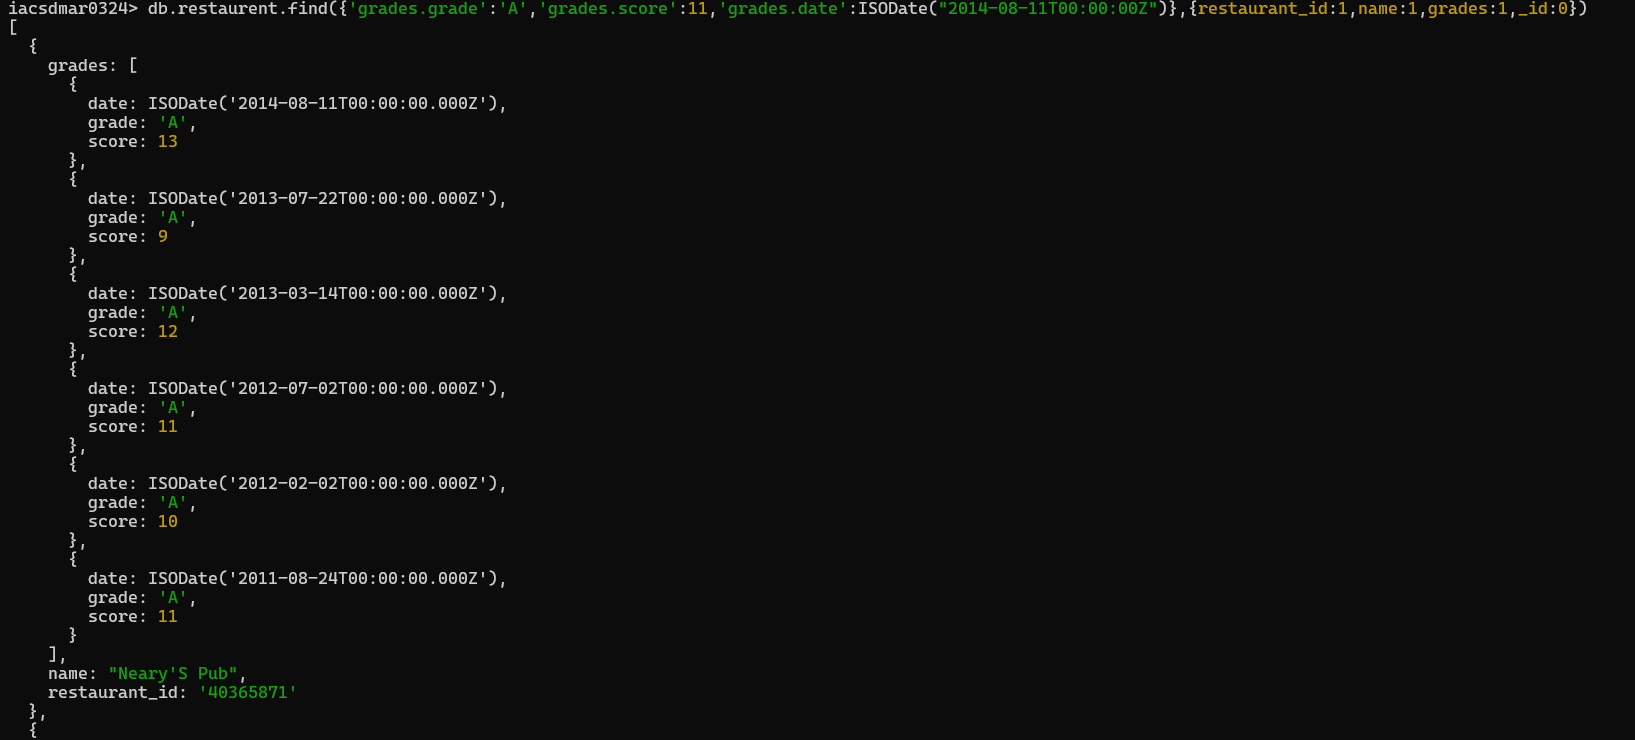 iacsdmar0324> db.restaurent.find({'grades.grade':'A','grades.score':11,'grades.date':ISODate("2014-08-11T00:00:00Z")},{restaurant_id:1,name:1,grades:1,_id:0})
[
  {
    grades: [
      {
        date: ISODate('2014-08-11T00:00:00.000Z'),
        grade: 'A',
        score: 13
      },
      {
        date: ISODate('2013-07-22T00:00:00.000Z'),
        grade: 'A',
        score: 9
      },
      {
        date: ISODate('2013-03-14T00:00:00.000Z'),
        grade: 'A',
        score: 12
      },
      {
        date: ISODate('2012-07-02T00:00:00.000Z'),
        grade: 'A',
        score: 11
      },
      {
        date: ISODate('2012-02-02T00:00:00.000Z'),
        grade: 'A',
        score: 10
      },
      {
        date: ISODate('2011-08-24T00:00:00.000Z'),
        grade: 'A',
        score: 11
      }
    ],
    name: "Neary'S Pub",
    restaurant_id: '40365871'
  },
  {